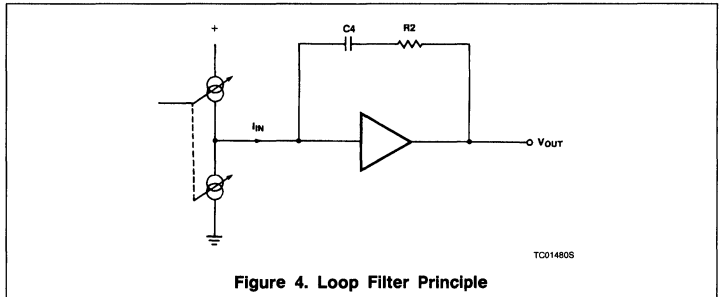 +
C4
R2
IIN
VOUT
TC01480S
Figure 4. Loop Filter Principle